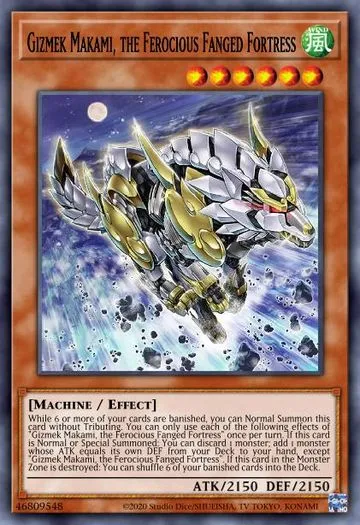 Gizmek Makami, the Ferocious Fanged Fortress
WIND
風
[Machine / Effect]
While 6 or more of your cards are banished, you can Normal Summon this
card without Tributing. You can only use each of the following effects of
"Gizmek Makami, the Ferocious Fanged Fortress" once per turn. If this card
is Normal or Special Summoned: You can discard 1 monster; add 1 monster
whose ATK equals its own DEF from your Deck to your hand, except
"Gizmek Makami, the Ferocious Fanged Fortress". If this card in the Monster
Zone is destroyed: You can shuffle 6 of your banished cards into the Deck.
ATK/2150 DEF/2150
46809548 ©2020 Studio Dice/SHUEISHA, TV TOKYO, KONAMI